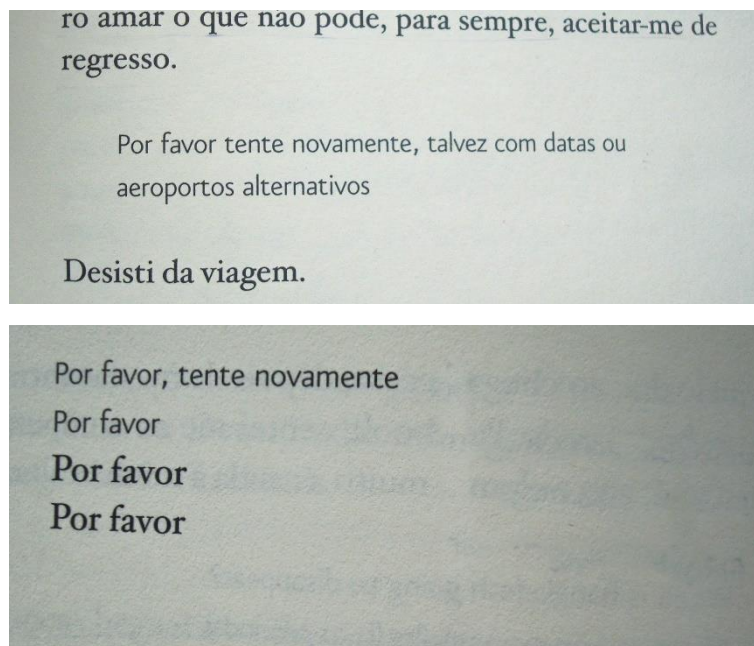 ro amar o que não pode, para sempre, aceitar-me de
regresso.
Por favor tente novamente, talvez com datas ou
aeroportos alternativos
Desisti da viagem.
Por favor, tente novamente
Por favor
Por favor
Por favor